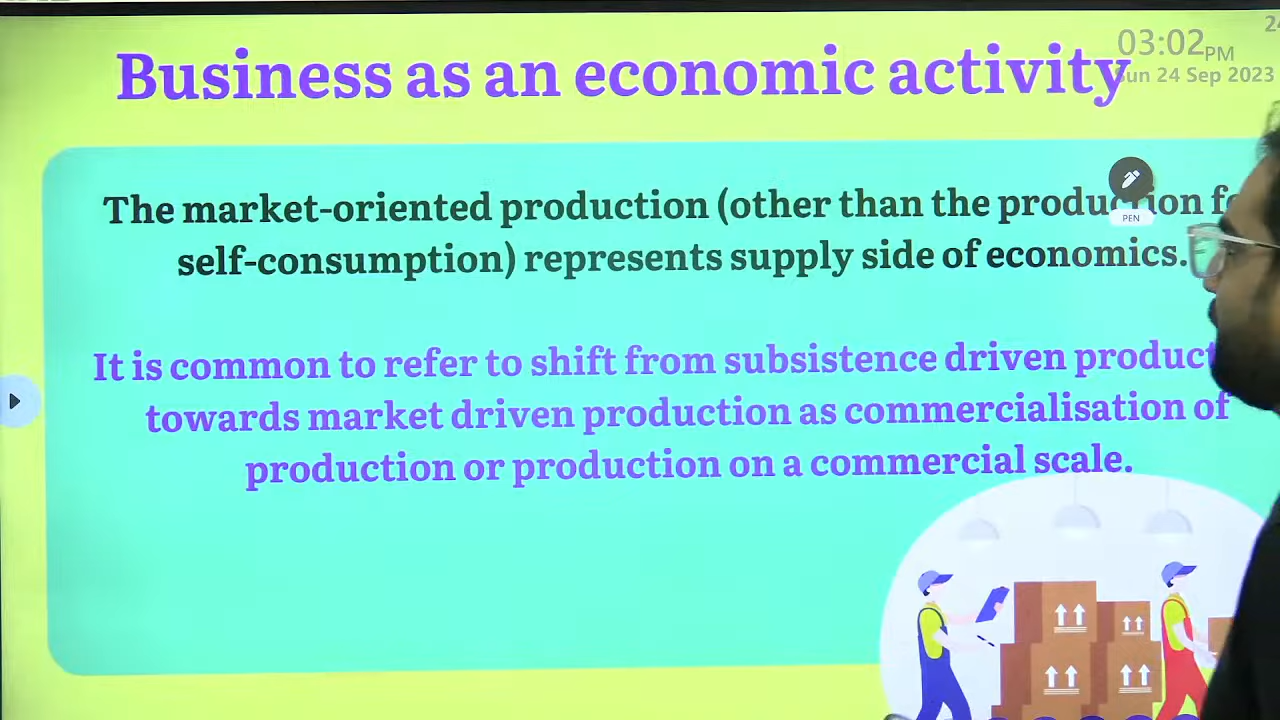 Business as an economic activity
03:02PM
Sun 24 Sep 2023
The market-oriented production (other than the production
PEN
self-consumption) represents supply side of economics.
It is common to refer to shift from subsistence driven
towards market driven production as commercialisation of
production or production on a commercial scale.